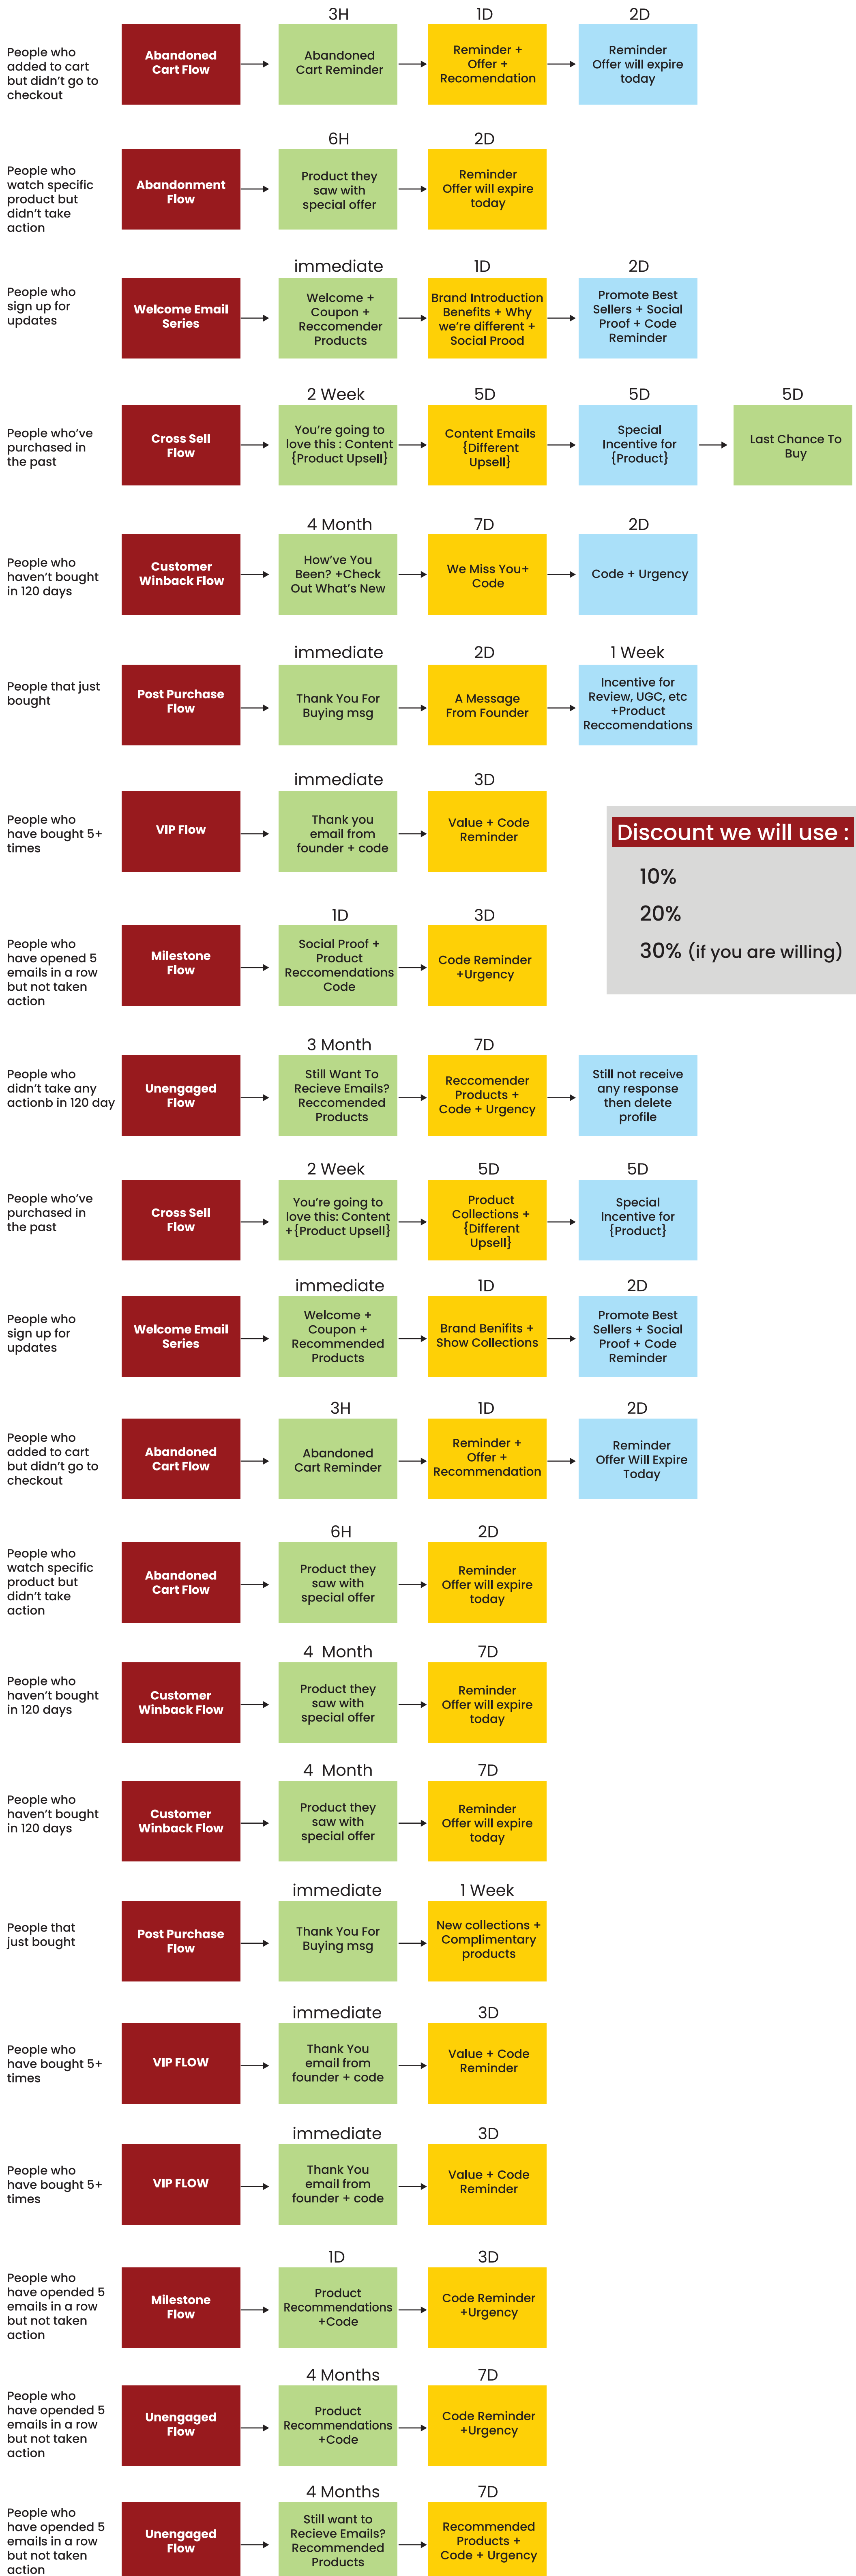 3H
1D
2D
People who
added to cart
but didn't go to
checkout
Abandoned
Cart Flow
Abandoned
Cart Reminder
Reminder +
Offer +
Recomendation
Reminder
Offer will expire
today
6H
2D
People who
watch specific
product but
didn't take
action
Abandonment
Flow
Product they
saw with
special offer
Reminder
Offer will expire
today
immediate
1D
2D
People who
sign up for
updates
Welcome Email
Series
Welcome +
Coupon +
Reccomender
Products
Brand Introduction
Benefits + Why
we're different +
Social Prood
Promote Best
Sellers + Social
Proof + Code
Reminder
2 Week
5D
5D
5D
People who've
purchased in
the past
Cross Sell
Flow
You're going to
love this : Content
{Product Upsell}
Content Emails
{Different
Upsell}
Special
Incentive for
{Product}
Last Chance To
Buy
4 Month
7D
2D
People who
haven't bought
in 120 days
Customer
Winback Flow
How've You
Been? +Check
Out What's New
We Miss You+
Code
Code + Urgency
immediate
2D
1 Week
People that just
bought
Post Purchase
Flow
Thank You For
Buying msg
A Message
From Founder
Incentive for
Review, UGC, etc
+Product
Reccomendations
immediate
3D
People who
have bought 5+
times
VIP Flow
Thank you
email from
founder + code
Value + Code
Reminder
Discount we will use :
10%
20%
30% (if you are willing)
1D
3D
People who
have opened 5
emails in a row
but not taken
action
Milestone
Flow
Social Proof +
Product
Reccomendations
Code
Code Reminder
+Urgency
3 Month
7D
People who
didn't take any
actionb in 120 day
Unengaged
Flow
Still Want To
Recieve Emails?
Reccomended
Products
Reccomender
Products +
Code + Urgency
Still not receive
any response
then delete
profile
2 Week
5D
5D
People who've
purchased in
the past
Cross Sell
Flow
You're going to
love this: Content
+{Product Upsell}
Product
Collections +
{Different
Upsell}
Special
Incentive for
{Product}
immediate
1D
2D
People who
sign up for
updates
Welcome Email
Series
Welcome +
Coupon +
Recommended
Products
Brand Benifits +
Show Collections
Promote Best
Sellers + Social
Proof + Code
Reminder
3H
1D
2D
People who
added to cart
but didn't go to
checkout
Abandoned
Cart Flow
Abandoned
Cart Reminder
Reminder +
Offer +
Recommendation
Reminder
Offer Will Expire
Today
6H
2D
People who
watch specific
product but
didn't take
action
Abandoned
Cart Flow
Product they
saw with
special offer
Reminder
Offer will expire
today
4 Month
7D
People who
haven't bought
in 120 days
Customer
Winback Flow
Product they
saw with
special offer
Reminder
Offer will expire
today
4 Month
7D
People who
haven't bought
in 120 days
Customer
Winback Flow
Product they
saw with
special offer
Reminder
Offer will expire
today
immediate
1 Week
People that
just bought
Post Purchase
Flow
Thank You For
Buying msg
New collections +
Complimentary
products
immediate
3D
People who
have bought 5+
times
VIP FLOW
Thank You
email from
founder + code
Value + Code
Reminder
immediate
3D
People who
have bought 5+
times
VIP FLOW
Thank You
email from
founder + code
Value + Code
Reminder
1D
3D
People who
have opended 5
emails in a row
but not taken
action
Milestone
Flow
Product
Recommendations
+Code
Code Reminder
+Urgency
4 Months
7D
People who
have opended 5
emails in a row
but not taken
action
Unengaged
Flow
Product
Recommendations
+Code
Code Reminder
+Urgency
4 Months
7D
People who
have opended 5
emails in a row
but not taken
action
Unengaged
Flow
Still want to
Recieve Emails?
Recommended
Products
Recommended
Products +
Code + Urgency